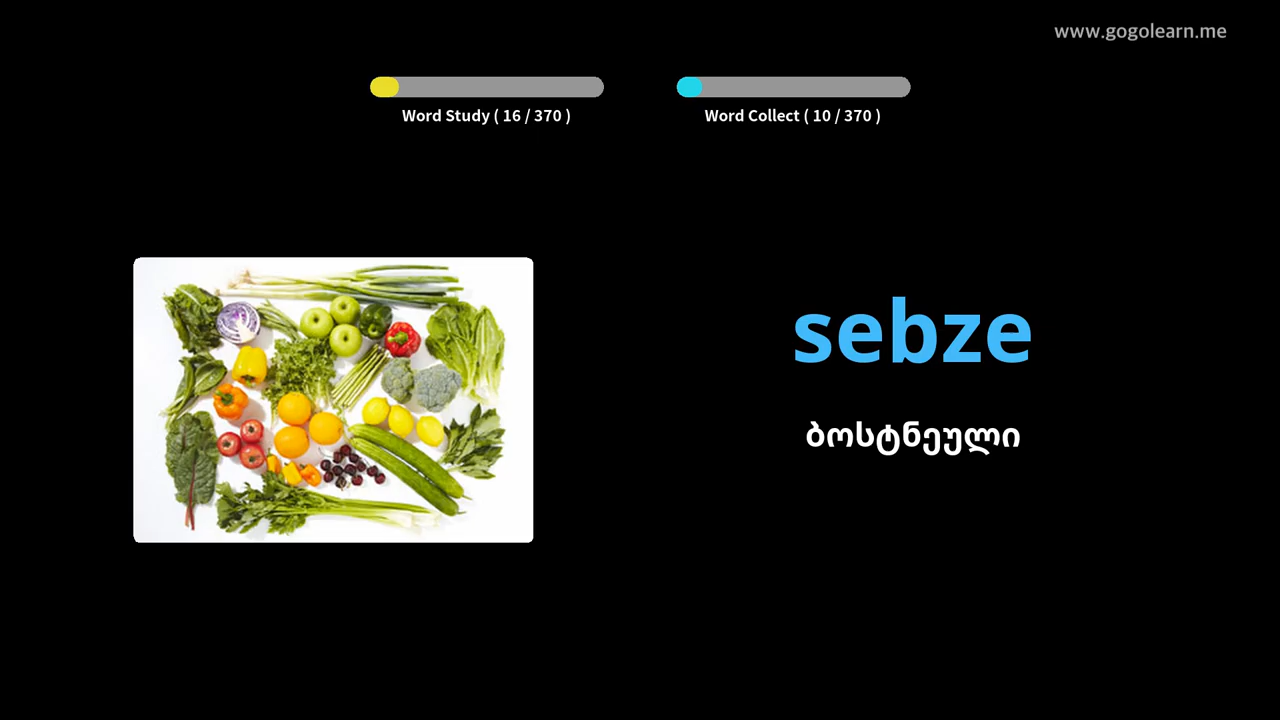 www.gogolearn.me
Word Study ( 16 / 370 )
Word Collect ( 10 / 370 )
sebze
ბოსტნეული